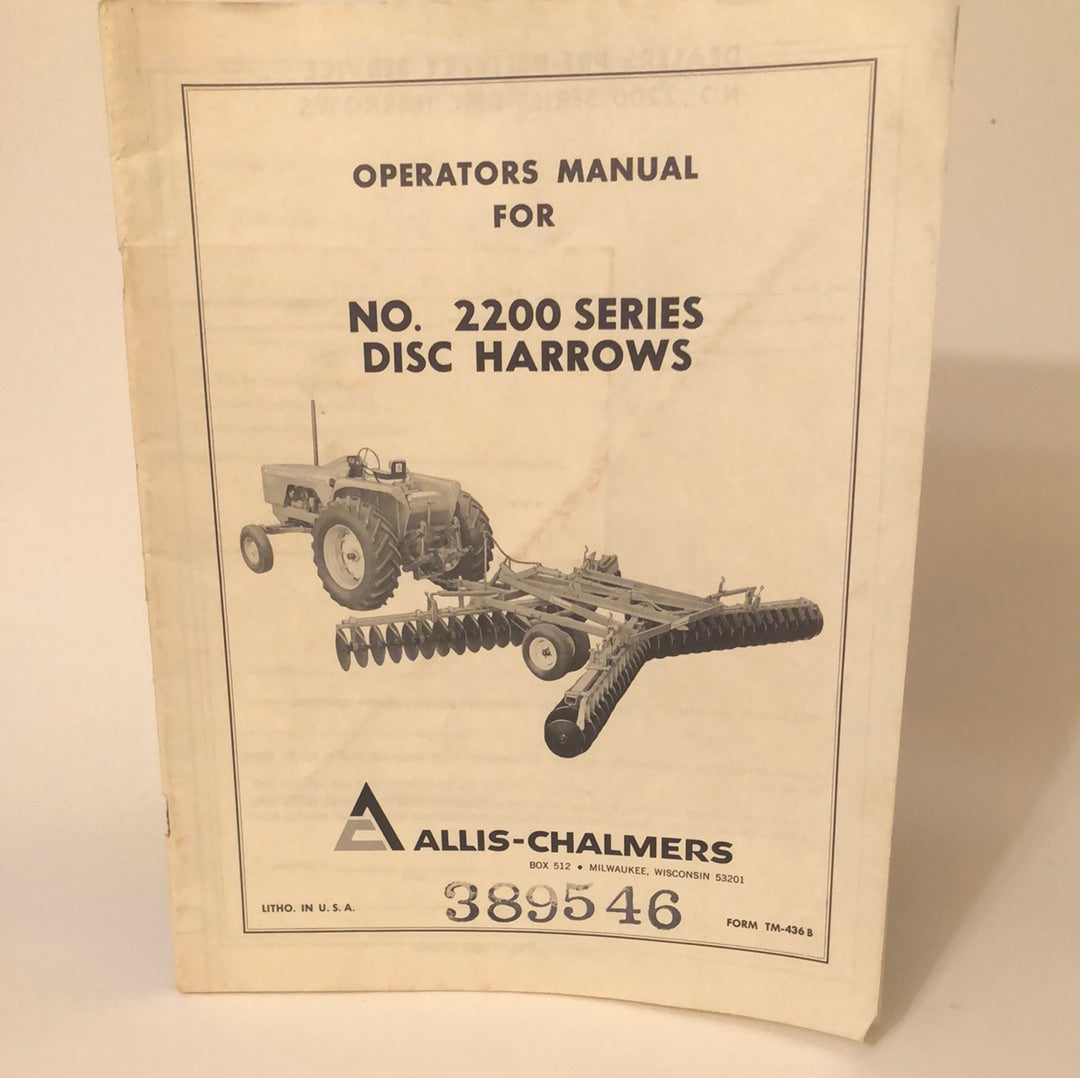 OPERATORS MANUAL
FOR
NO. 2200 SERIES
DISC HARROWS
ALLIS-CHALMERS
BOX 512 • MILWAUKEE, WISCONSIN 53201
389546
LITHO. IN U. S. A.
FORM TM-436 B